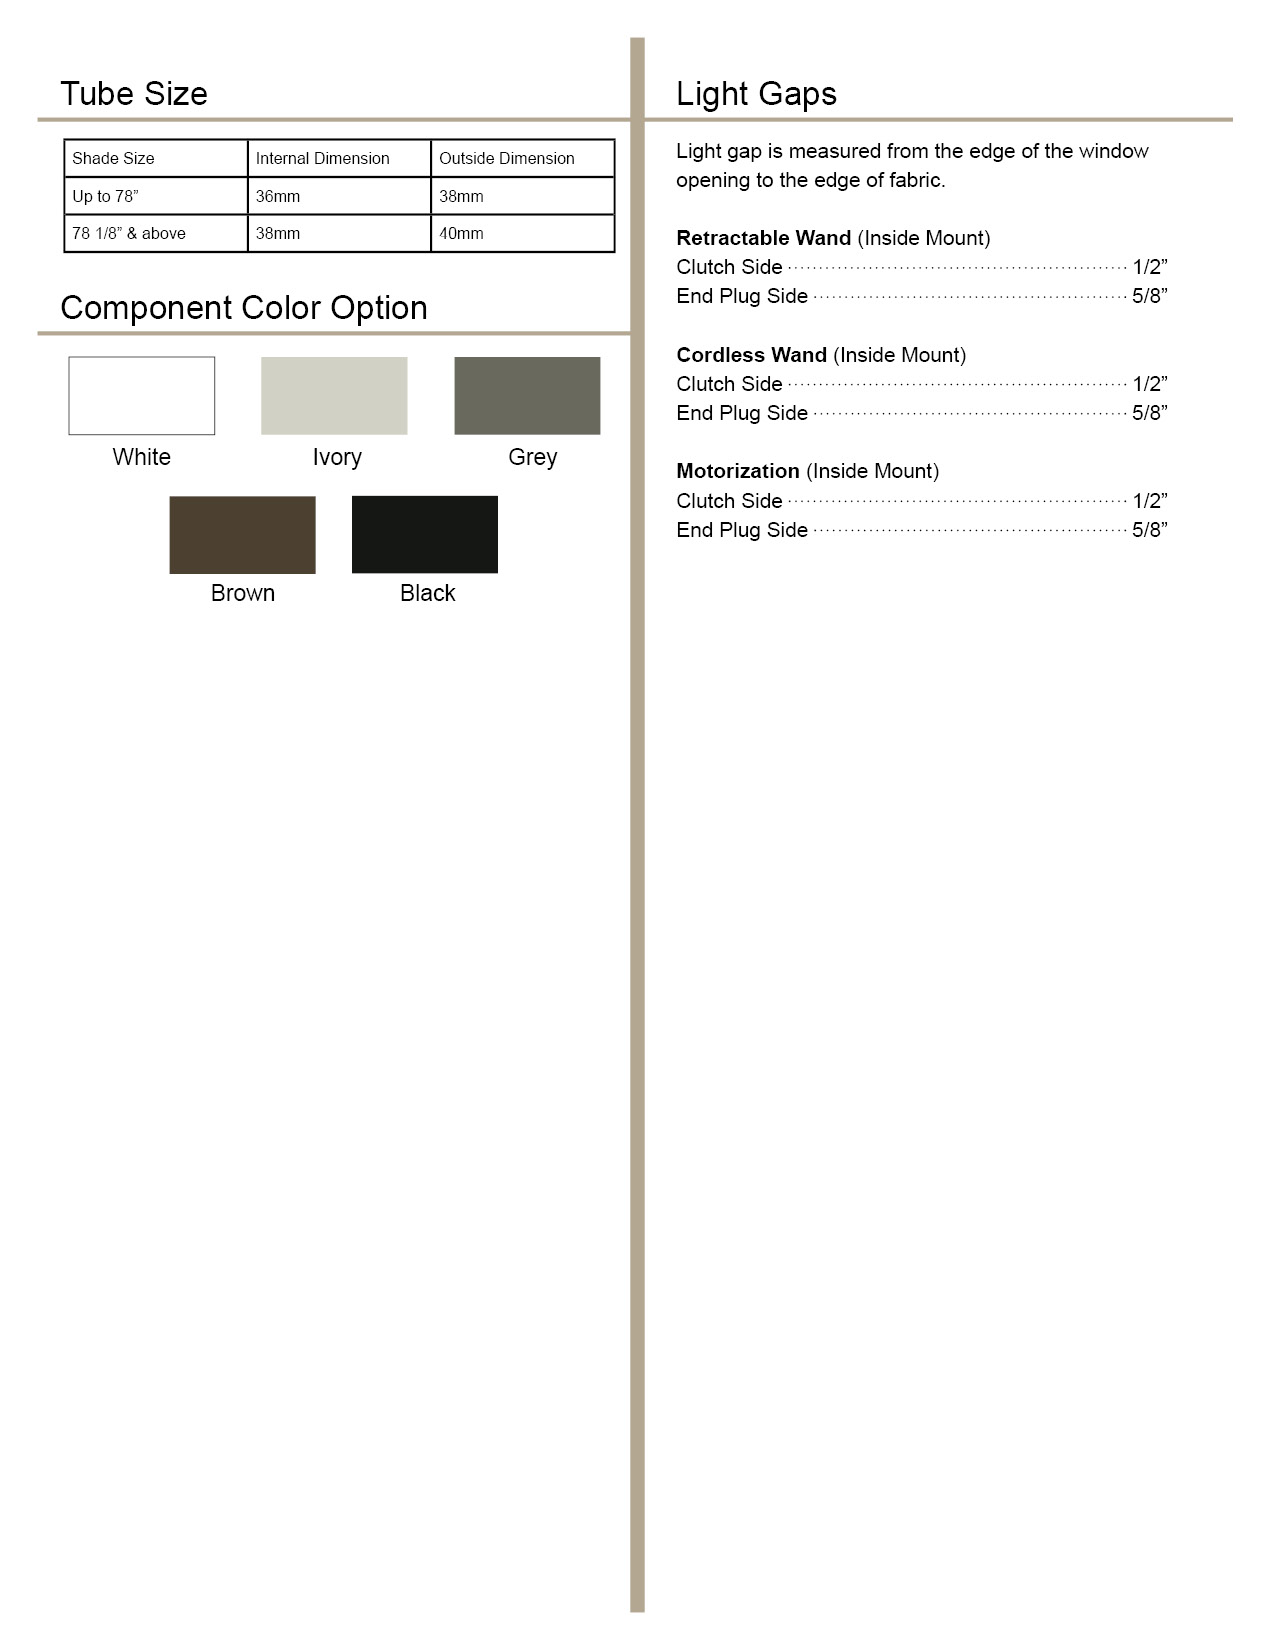 Tube Size
Shade Size Internal Dimension Outside Dimension
Up to 78” 36mm 38mm
78 1/8” & above 38mm 40mm
Component Color Option
White Ivory Grey
Brown Black
Light Gaps
Light gap is measured from the edge of the window
opening to the edge of fabric.
Retractable Wand (Inside Mount)
Clutch Side ........................................................ 1/2”
End Plug Side .................................................... 5/8”
Cordless Wand (Inside Mount)
Clutch Side ........................................................ 1/2”
End Plug Side .................................................... 5/8”
Motorization (Inside Mount)
Clutch Side ........................................................ 1/2”
End Plug Side .................................................... 5/8”